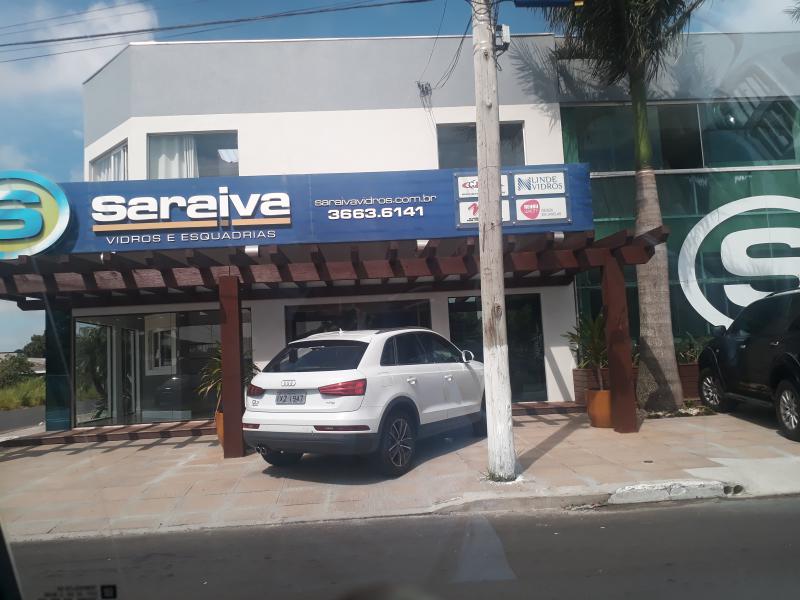 S
saraiva
VIDROS E ESQUADRIAS
saraivavidros.com.br
3663.6141
LINDE
VIDROS
S